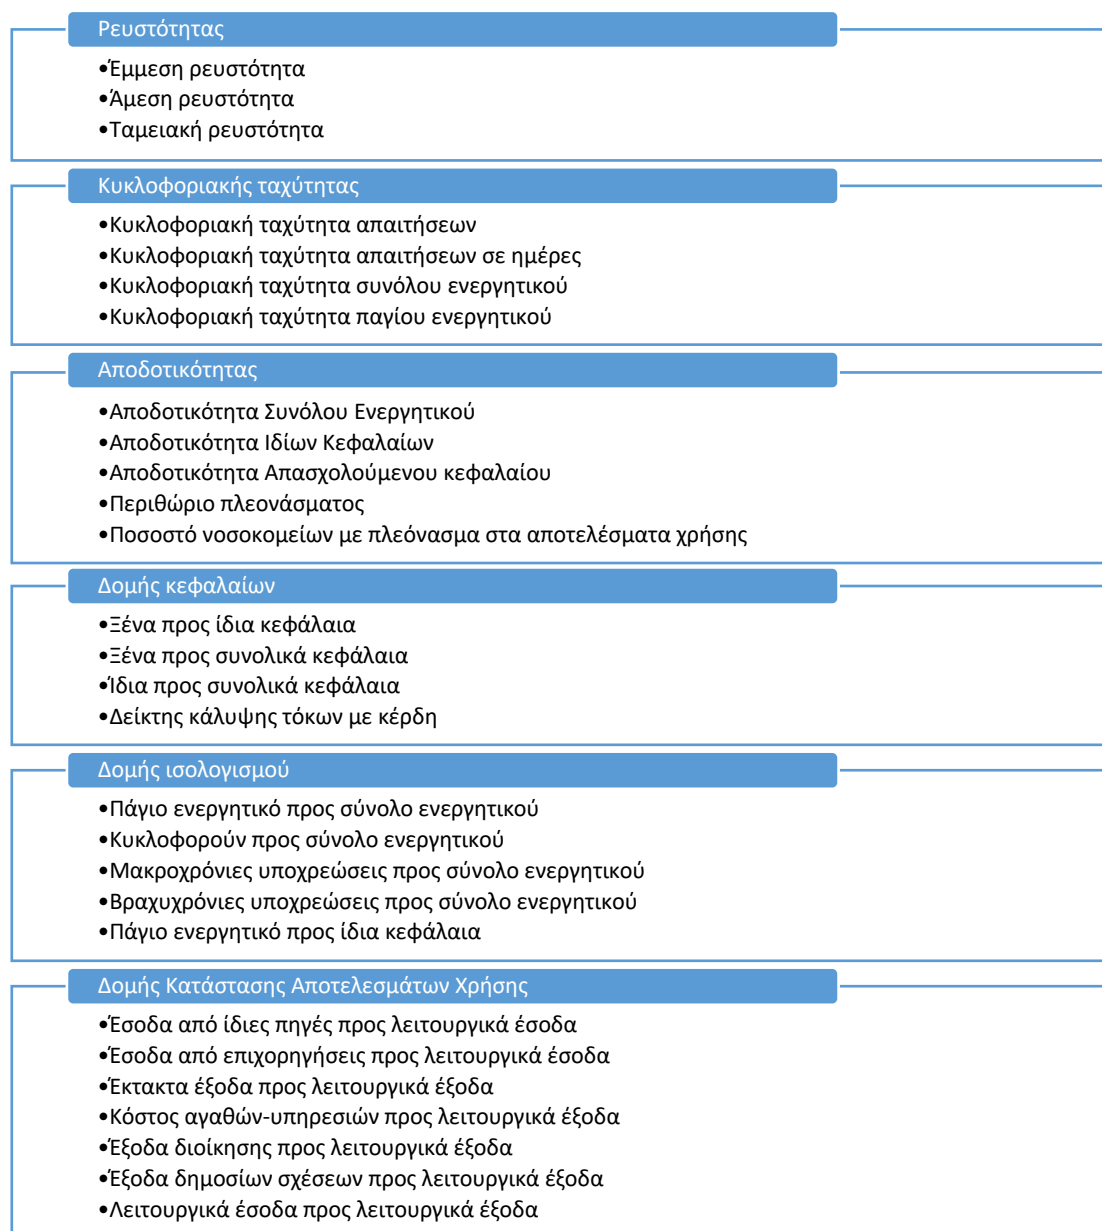 Ρευστότητας
•Έμμεση ρευστότητα
•Άμεση ρευστότητα
•Ταμειακή ρευστότητα
Κυκλοφοριακής ταχύτητας
•Κυκλοφοριακή ταχύτητα απαιτήσεων
•Κυκλοφοριακή ταχύτητα απαιτήσεων σε ημέρες
•Κυκλοφοριακή ταχύτητα συνόλου ενεργητικού
•Κυκλοφοριακή ταχύτητα παγίου ενεργητικού
Αποδοτικότητας
•Αποδοτικότητα Συνόλου Ενεργητικού
•Αποδοτικότητα Ιδίων Κεφαλαίων
•Αποδοτικότητα Απασχολούμενου κεφαλαίου
•Περιθώριο πλεονάσματος
•Ποσοστό νοσοκομείων με πλεόνασμα στα αποτελέσματα χρήσης
Δομής κεφαλαίων
•Ξένα προς ίδια κεφάλαια
•Ξένα προς συνολικά κεφάλαια
•Ίδια προς συνολικά κεφάλαια
•Δείκτης κάλυψης τόκων με κέρδη
Δομής ισολογισμού
•Πάγιο ενεργητικό προς σύνολο ενεργητικού
•Κυκλοφορούν προς σύνολο ενεργητικού
•Μακροχρόνιες υποχρεώσεις προς σύνολο ενεργητικού
•Βραχυχρόνιες υποχρεώσεις προς σύνολο ενεργητικού
•Πάγιο ενεργητικό προς ίδια κεφάλαια
Δομής Κατάστασης Αποτελεσμάτων Χρήσης
•Έσοδα από ίδιες πηγές προς λειτουργικά έσοδα
•Έσοδα από επιχορηγήσεις προς λειτουργικά έσοδα
•Έκτακτα έξοδα προς λειτουργικά έξοδα
•Κόστος αγαθών-υπηρεσιών προς λειτουργικά έξοδα
•Έξοδα διοίκησης προς λειτουργικά έξοδα
•Έξοδα δημοσίων σχέσεων προς λειτουργικά έξοδα
•Λειτουργικά έσοδα προς λειτουργικά έξοδα